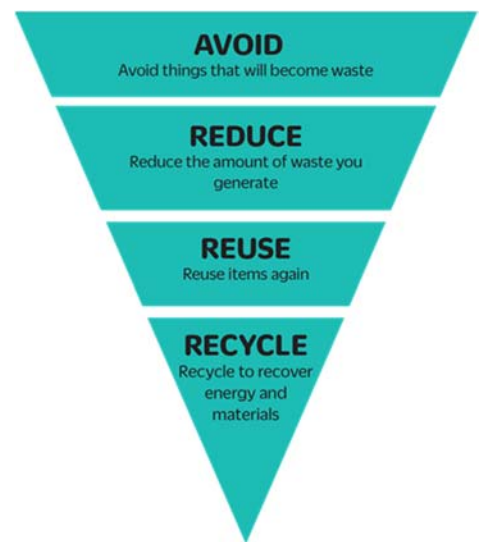 AVOID
Avoid things that will become waste
REDUCE
Reduce the amount of waste you
generate
REUSE
Reuse items again
RECYCLE
Recycle to recover
energy and
materials